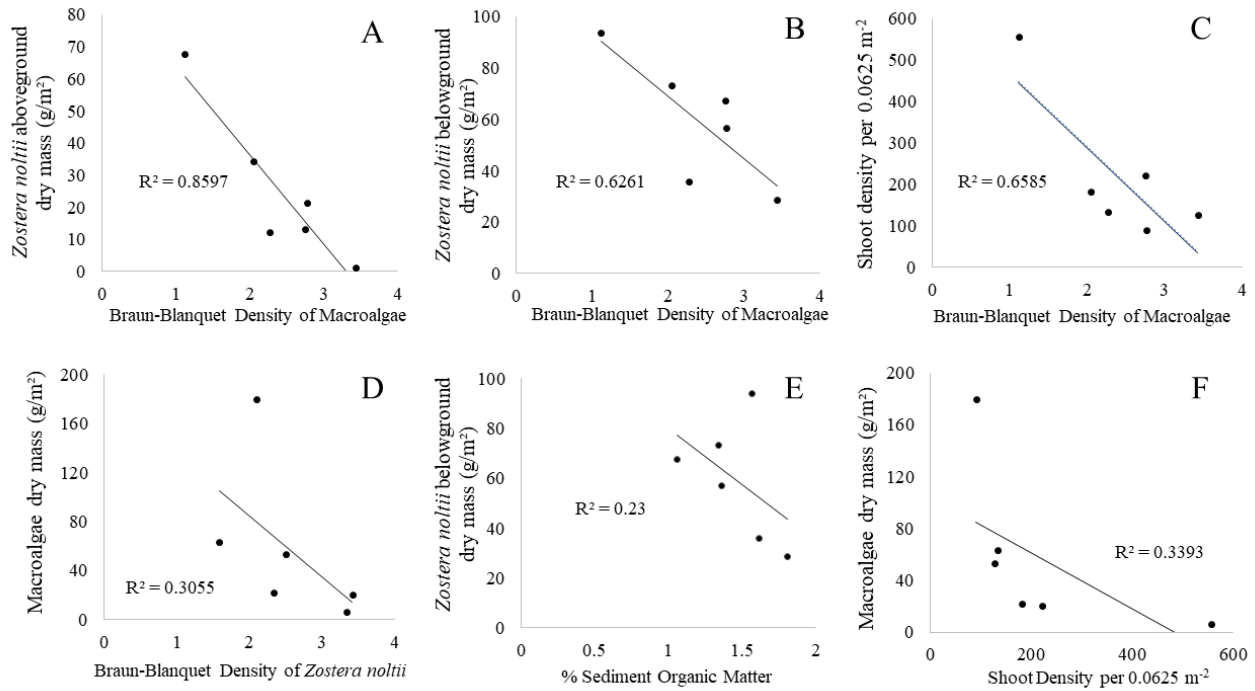 A
Zostera noltii aboveground
dry mass (g/m²)
80
70
60
50
40
30
20
10
0
R² = 0.8597
0 1 2 3 4
Braun-Blanquet Density of Macroalgae
B
Zostera noltii belowground
dry mass (g/m²)
100
80
60
40
20
0
R² = 0.6261
0 1 2 3 4
Braun-Blanquet Density of Macroalgae
C
Shoot density per 0.0625 m⁻²
600
500
400
300
200
100
0
R² = 0.6585
0 1 2 3 4
Braun-Blanquet Density of Macroalgae
D
Macroalgae dry mass (g/m²)
200
160
120
80
40
0
R² = 0.3055
0 1 2 3 4
Braun-Blanquet Density of Zostera noltii
E
Zostera noltii belowground
dry mass (g/m²)
100
80
60
40
20
0
R² = 0.23
0 0.5 1 1.5 2
% Sediment Organic Matter
F
Macroalgae dry mass (g/m²)
200
160
120
80
40
0
R² = 0.3393
0 200 400 600
Shoot Density per 0.0625 m⁻²